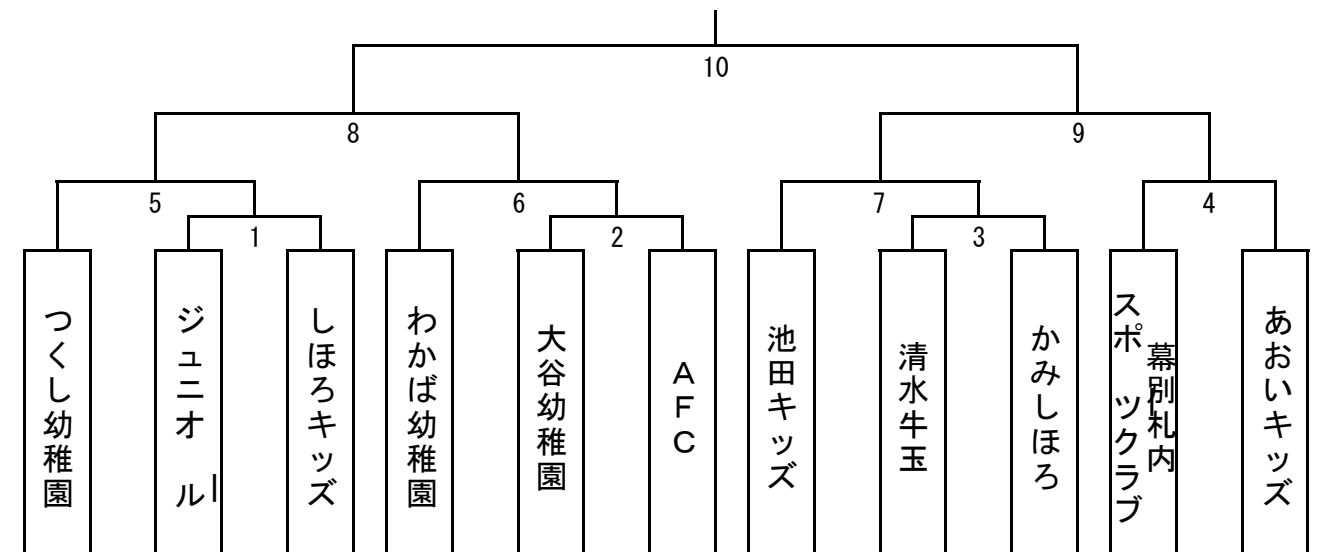 10
8
9
5
6
7
4
1
2
3
つくし幼稚園
ジュニオール
しほろキッズ
わかば幼稚園
大谷幼稚園
AFC
池田キッズ
清水牛玉
かみしほろ
幕別札内
スポーツクラブ
あおいキッズ